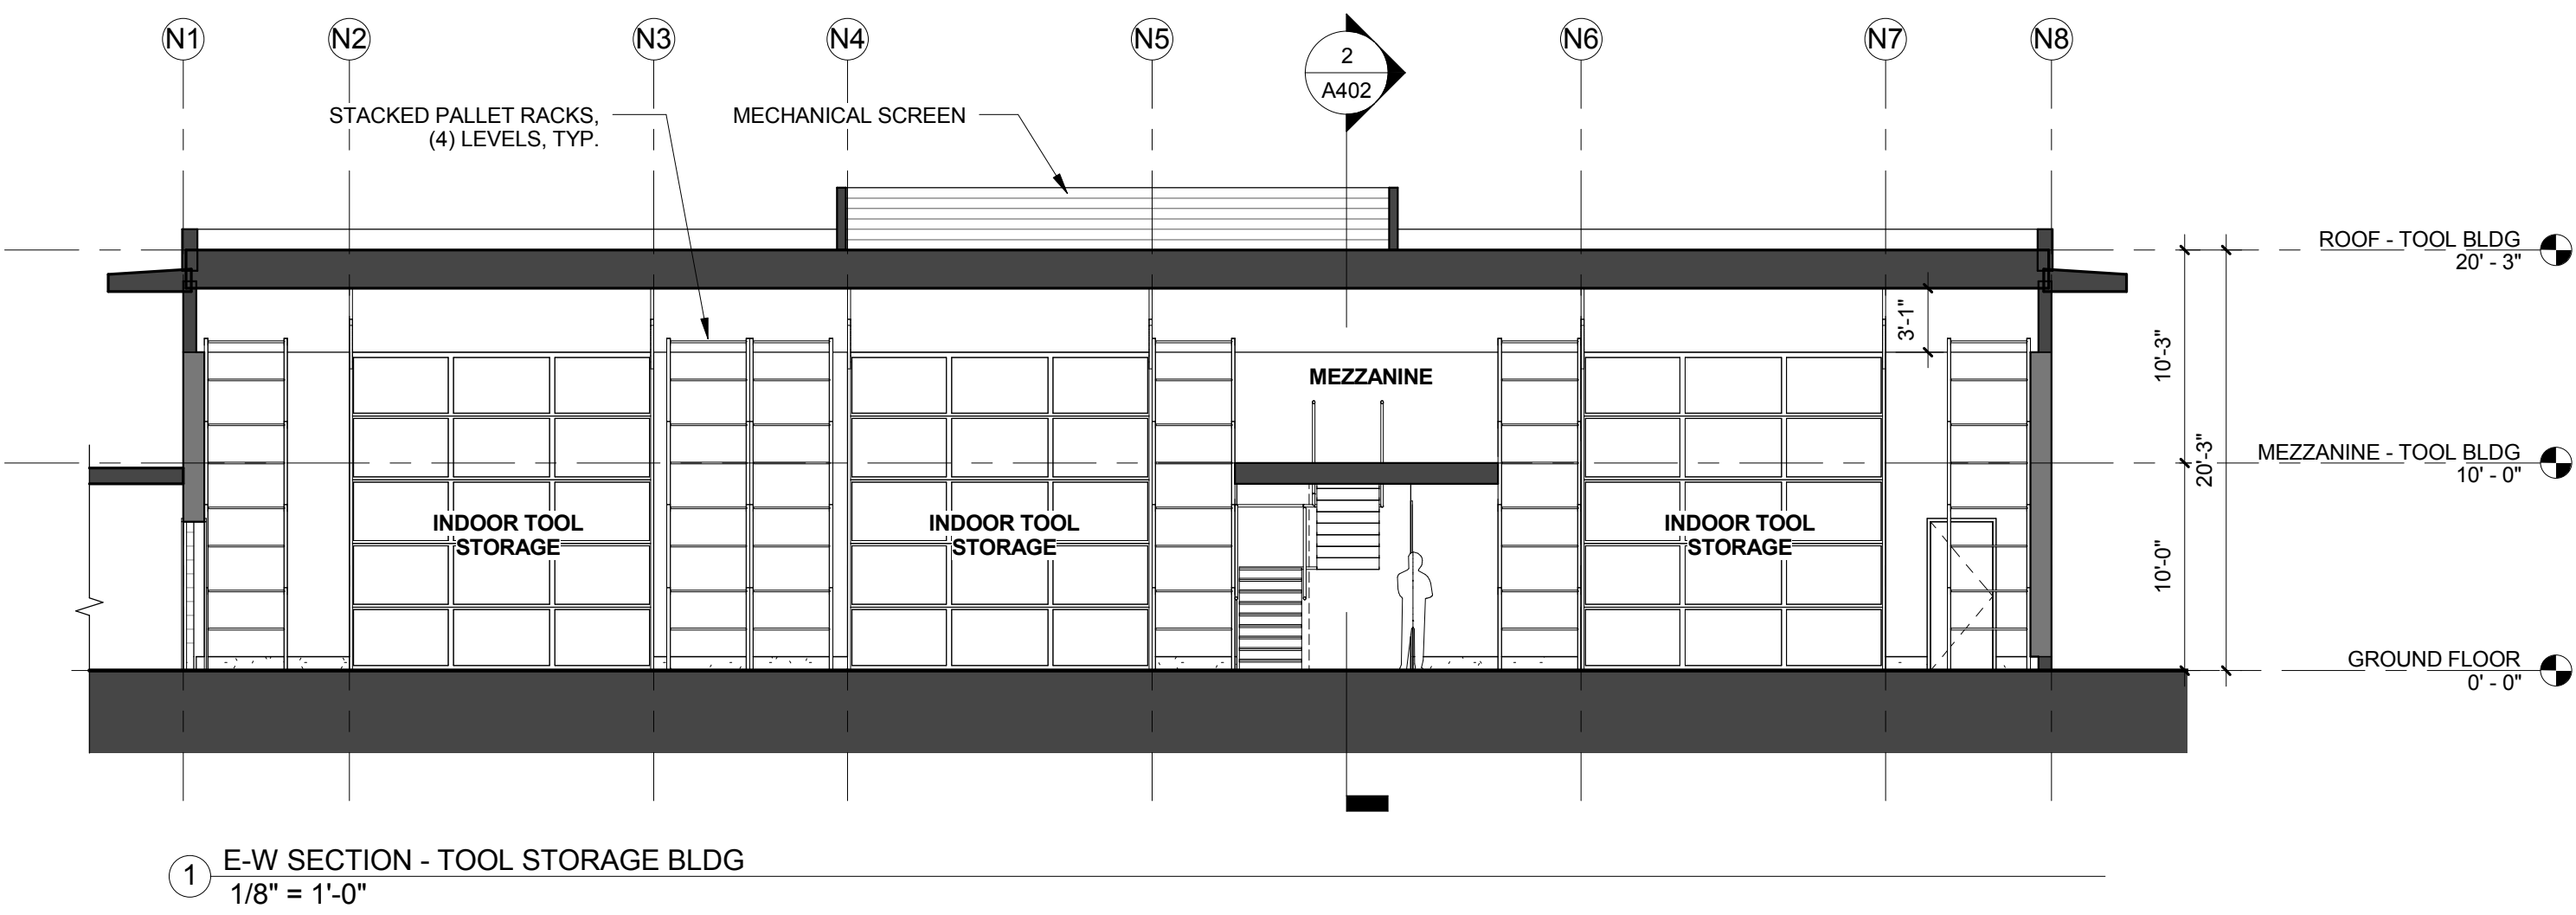 N1
N2
N3
N4
N5
N6
N7
N8
2
A402
STACKED PALLET RACKS,
(4) LEVELS, TYP.
MECHANICAL SCREEN
ROOF - TOOL BLDG
20' - 3"
3'-1"
10'-3"
20'-3"
MEZZANINE
MEZZANINE - TOOL BLDG
10' - 0"
INDOOR TOOL
STORAGE
INDOOR TOOL
STORAGE
INDOOR TOOL
STORAGE
10'-0"
GROUND FLOOR
0' - 0"
1
E-W SECTION - TOOL STORAGE BLDG
1/8" = 1'-0"